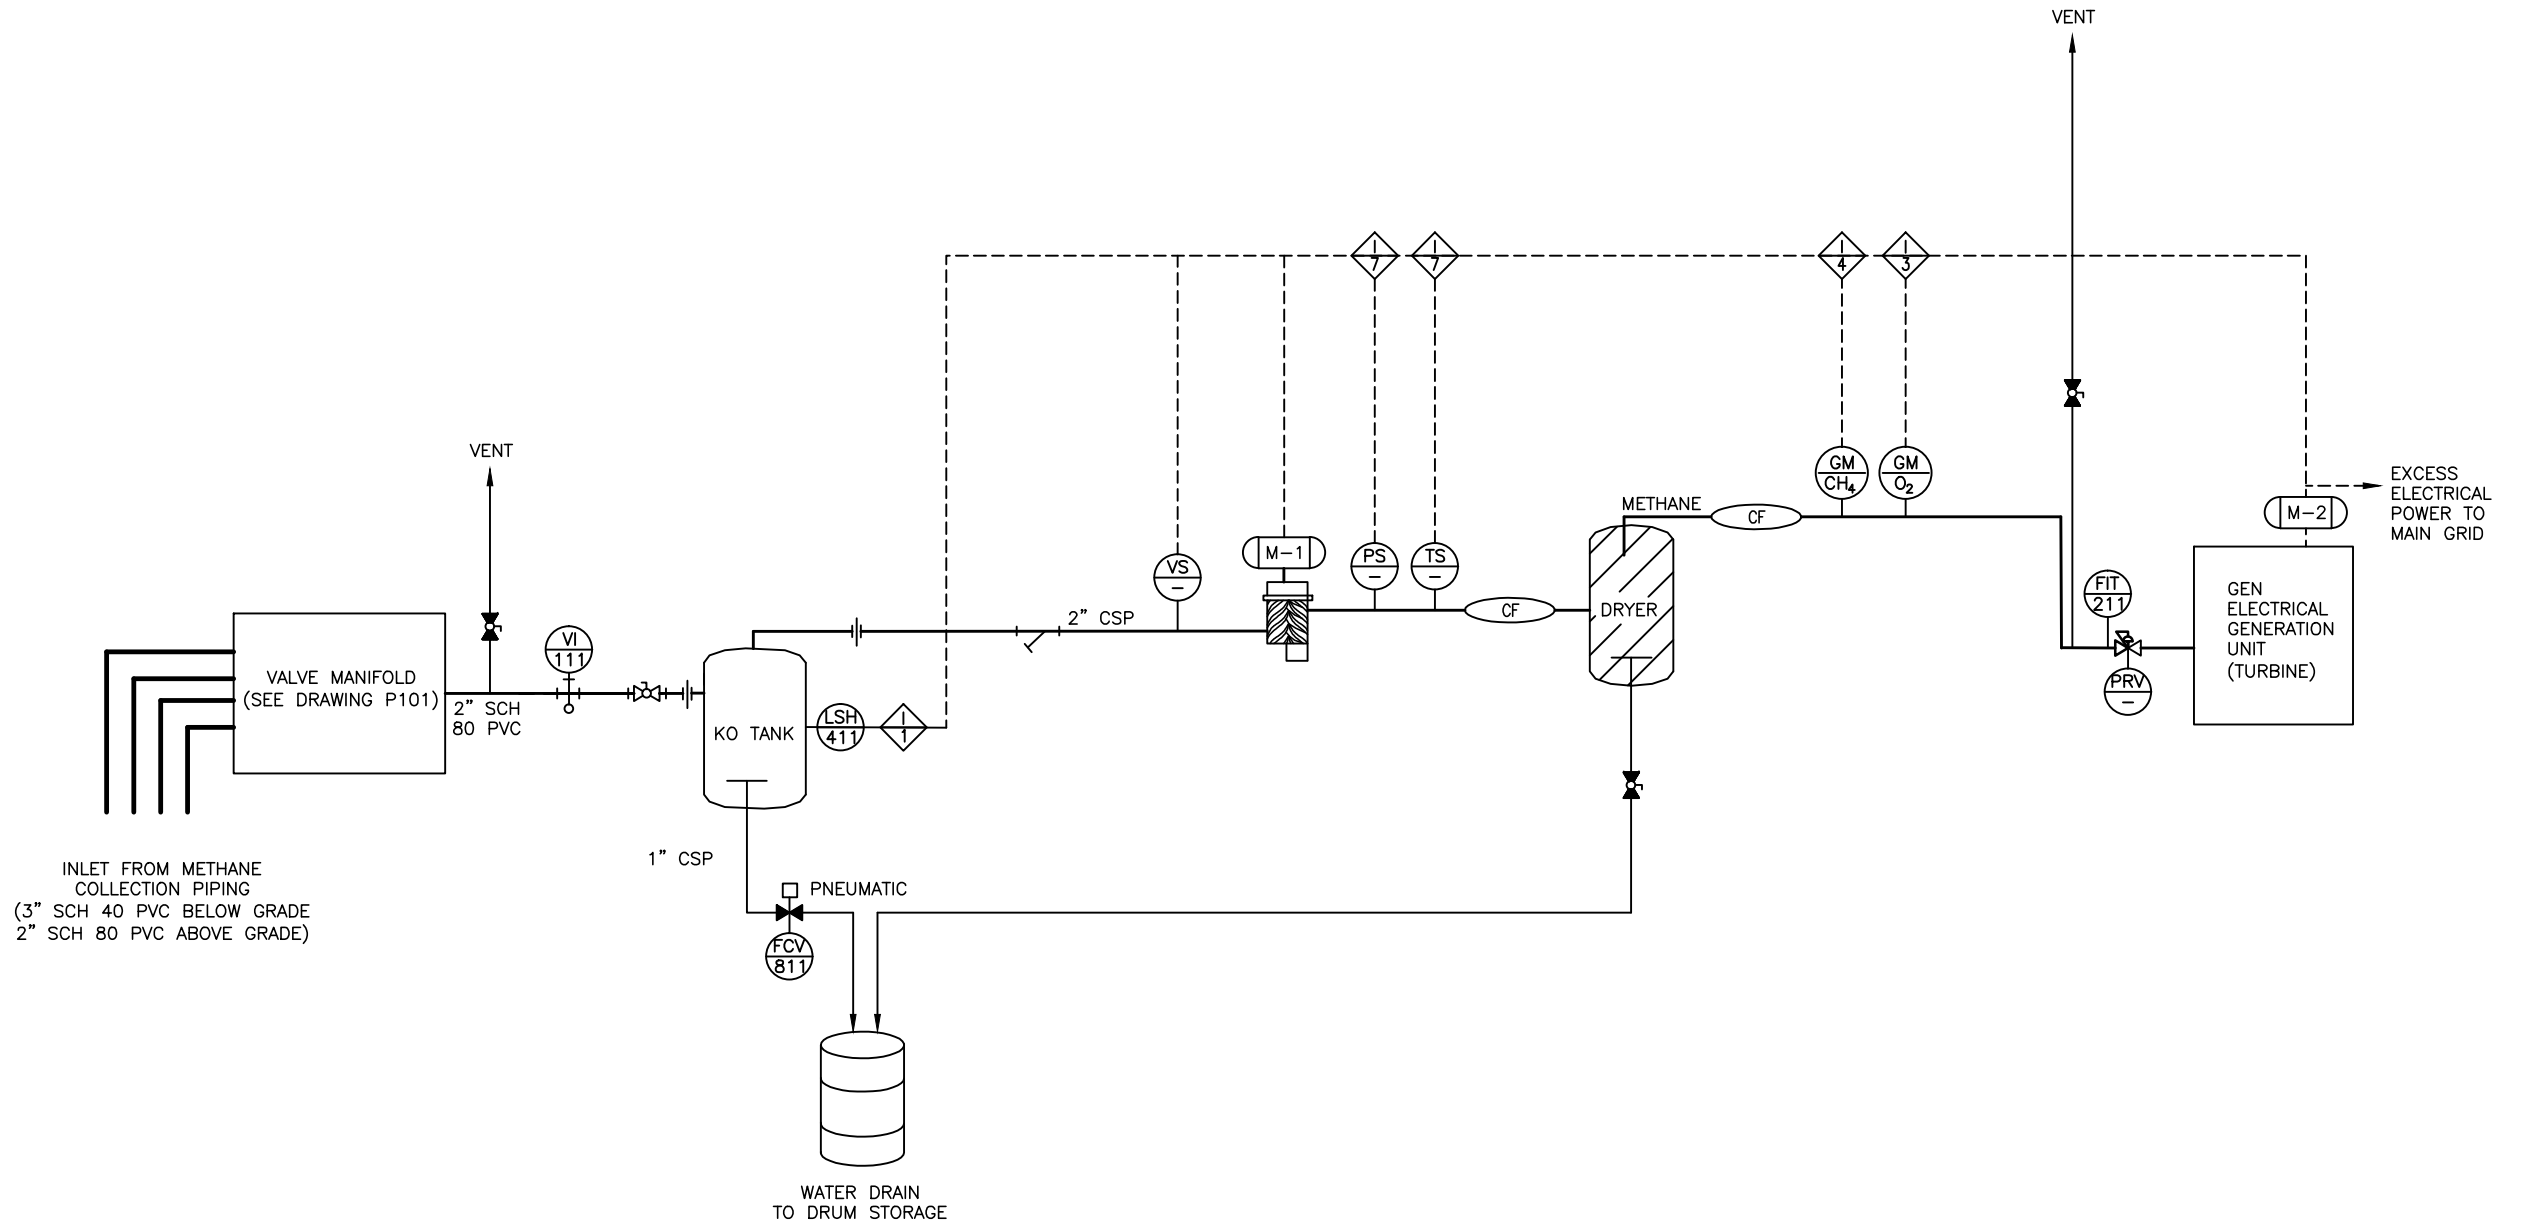 VENT
I
7
I
7
I
4
I
3
VENT
GM
CH4
GM
O2
EXCESS
ELECTRICAL
POWER TO
MAIN GRID
METHANE
CF
M-2
M-1
PS
-
TS
-
VS
-
FIT
211
GEN
ELECTRICAL
GENERATION
UNIT
(TURBINE)
CF
DRYER
2” CSP
VI
111
VALVE MANIFOLD
(SEE DRAWING P101)
2” SCH
80 PVC
PRV
-
LSH
411
I
1
KO TANK
1” CSP
INLET FROM METHANE
COLLECTION PIPING
(3” SCH 40 PVC BELOW GRADE
2” SCH 80 PVC ABOVE GRADE)
PNEUMATIC
FCV
811
WATER DRAIN
TO DRUM STORAGE